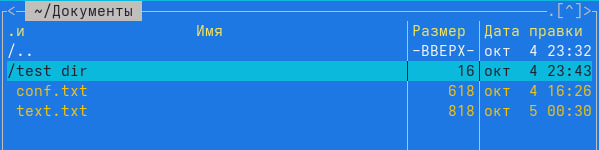 <─ ~/Документы .[^]>
.и Имя Размер Дата правки
/.. -ВВЕРХ- окт 4 23:32
/test dir 16 окт 4 23:43
conf.txt 618 окт 4 16:26
text.txt 818 окт 5 00:30